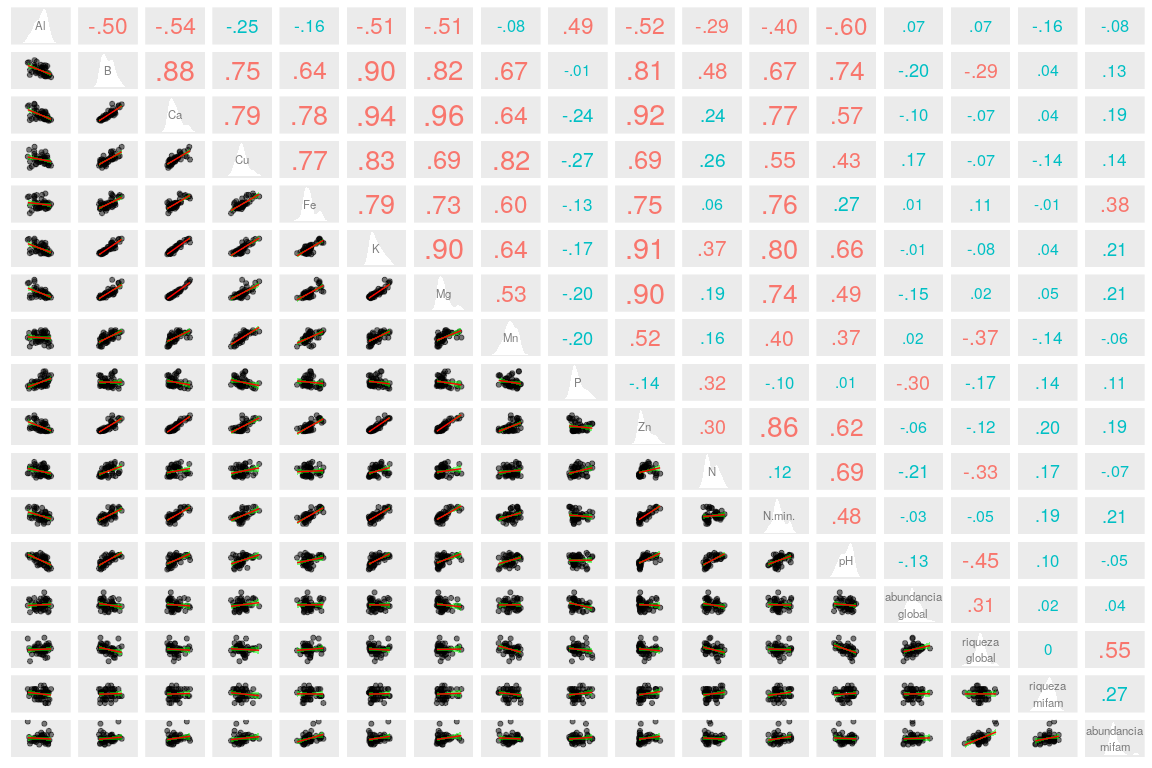 Al -.50 -.54 -.25 -.16 -.51 -.51 -.08 .49 -.52 -.29 -.40 -.60 .07 .07 -.16 -.08
B .88 .75 .64 .90 .82 .67 -.01 .81 .48 .67 .74 -.20 -.29 .04 .13
Ca .79 .78 .94 .96 .64 -.24 .92 .24 .77 .57 -.10 -.07 .04 .19
Cu .77 .83 .69 .82 -.27 .69 .26 .55 .43 .17 -.07 -.14 .14
Fe .79 .73 .60 -.13 .75 .06 .76 .27 .01 .11 -.01 .38
K .90 .64 -.17 .91 .37 .80 .66 -.01 -.08 .04 .21
Mg .53 -.20 .90 .19 .74 .49 -.15 .02 .05 .21
Mn -.20 .52 .16 .40 .37 .02 -.37 -.14 -.06
P -.14 .32 -.10 .01 -.30 -.17 .14 .11
Zn .30 .86 .62 -.06 -.12 .20 .19
N .12 .69 -.21 -.33 .17 -.07
N.min. .48 -.03 -.05 .19 .21
pH -.13 -.45 .10 -.05
abundancia
global .31 .02 .04
riqueza
global 0 .55
riqueza
mifam .27
abundancia
mifam